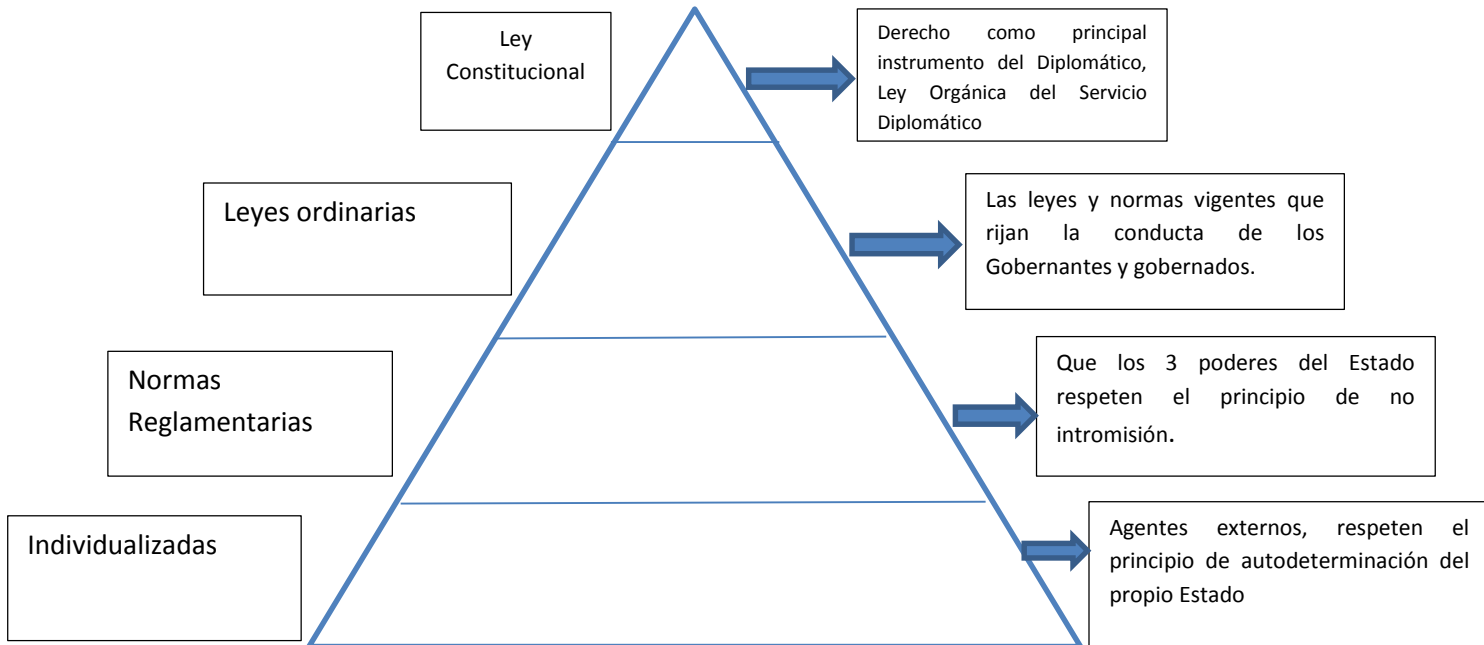 Ley
Constitucional
Derecho como principal
instrumento del Diplomático,
Ley Orgánica del Servicio
Diplomático
Leyes ordinarias
Las leyes y normas vigentes que
rijan la conducta de los
Gobernantes y gobernados.
Normas
Reglamentarias
Que los 3 poderes del Estado
respeten el principio de no
intromisión.
Individualizadas
Agentes externos, respeten el
principio de autodeterminación del
propio Estado